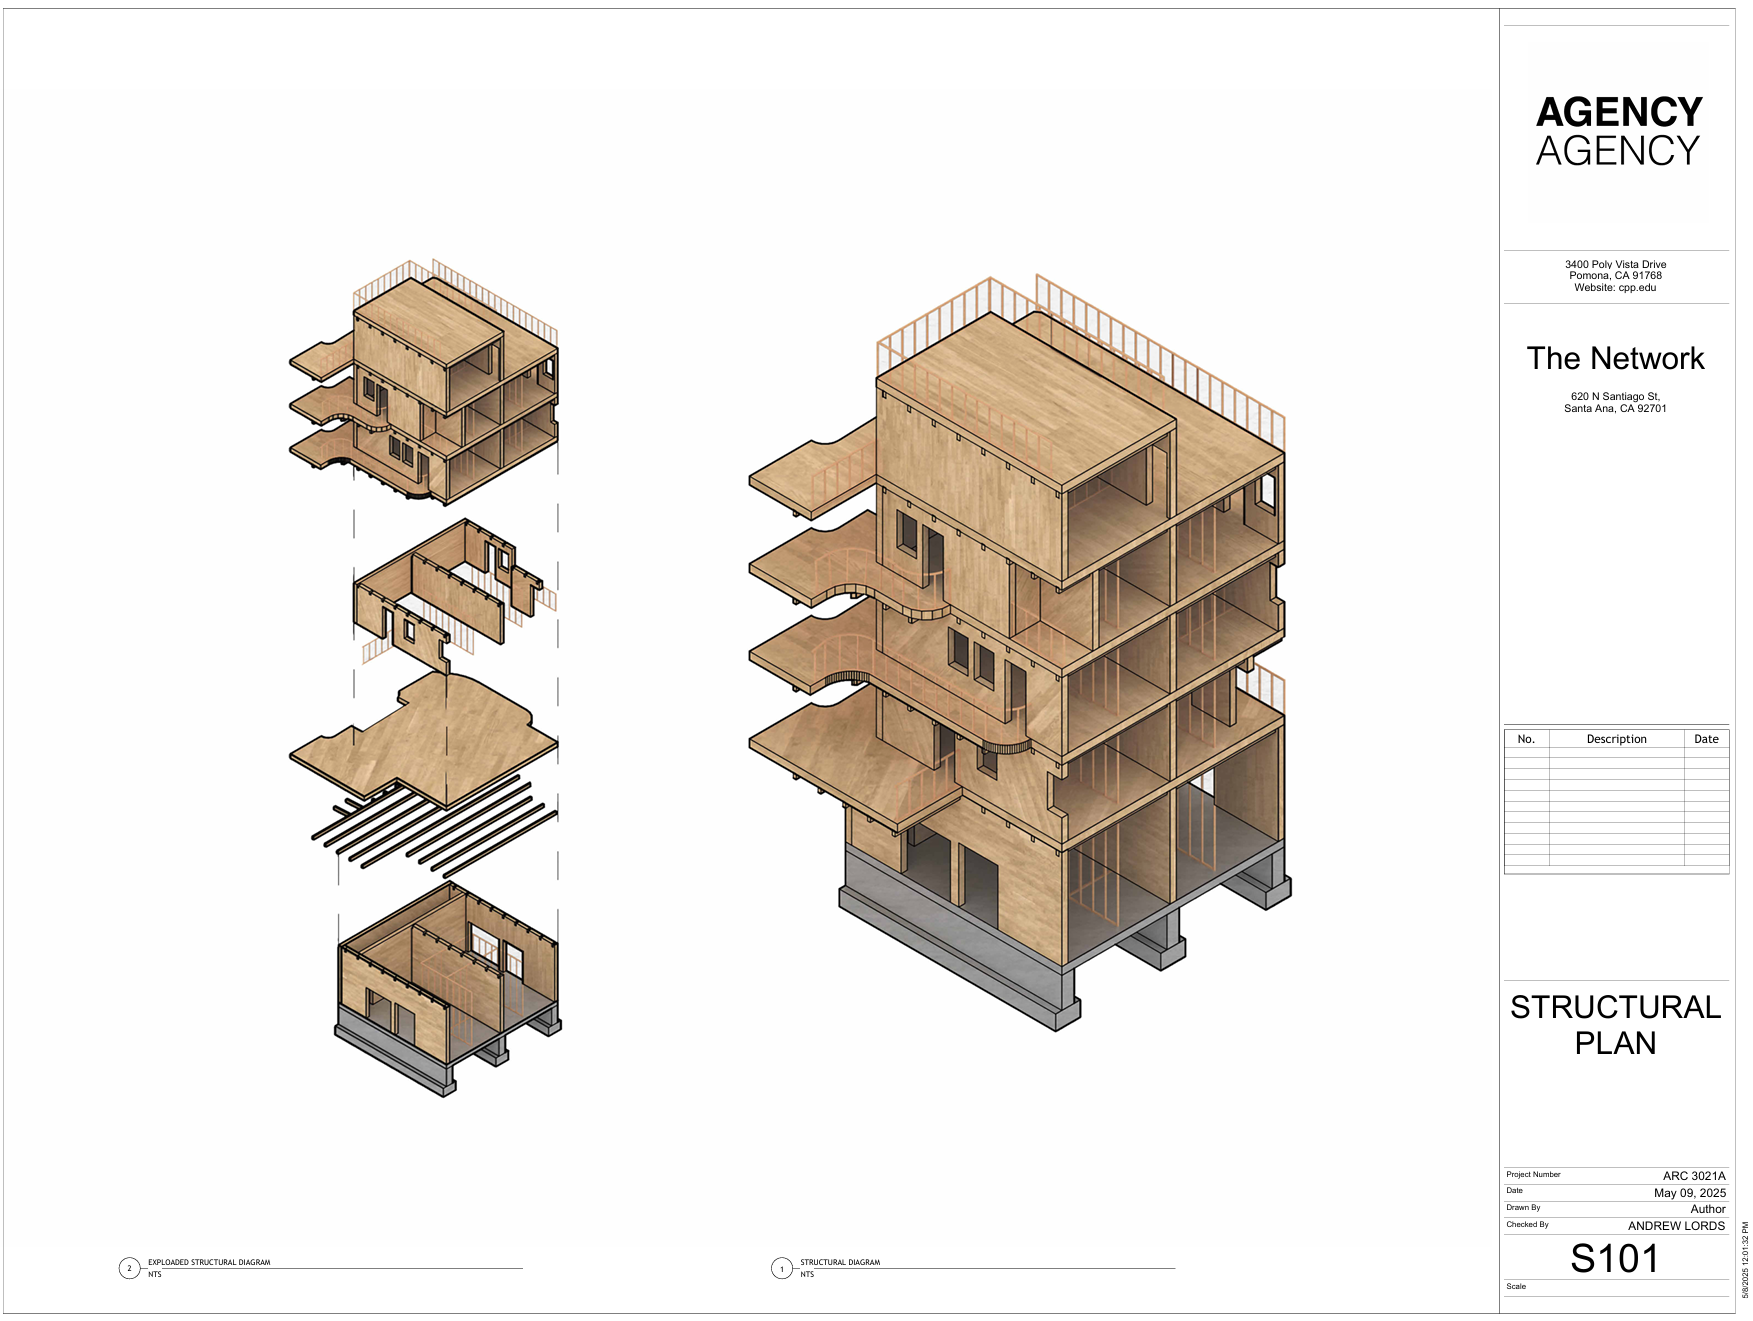 AGENCY
AGENCY
3400 Poly Vista Drive
Pomona, CA 91768
Website: cpp.edu
The Network
620 N Santiago St,
Santa Ana, CA 92701
No. Description Date
STRUCTURAL
PLAN
Project Number ARC 3021A
Date May 09, 2025
Drawn By Author
Checked By ANDREW LORDS
S101
Scale
5/8/2025 12:01:32 PM
2 EXPLOADED STRUCTURAL DIAGRAM
NTS
1 STRUCTURAL DIAGRAM
NTS